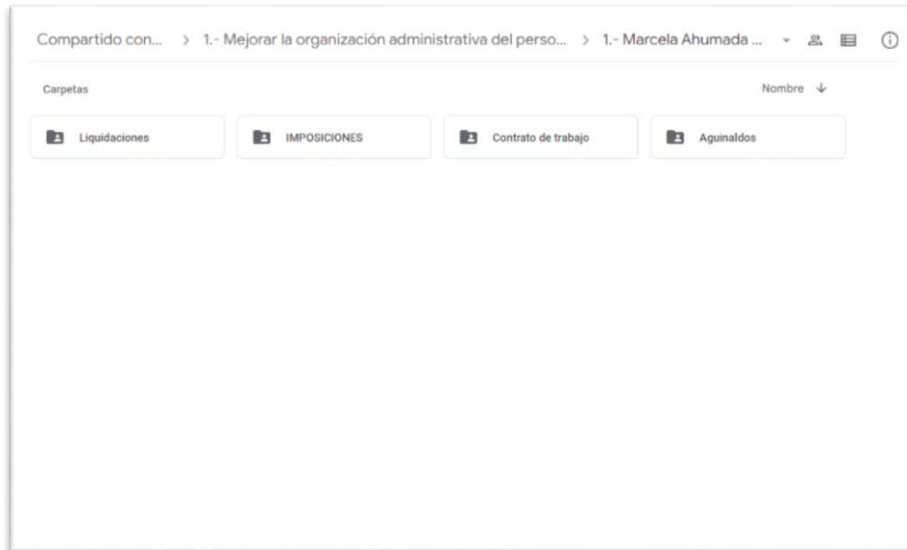 Compartido con... > 1.- Mejorar la organización administrativa del perso... > 1.- Marcela Ahumada ...
Carpetas Nombre
Liquidaciones IMPOSICIONES Contrato de trabajo Aguinaldos